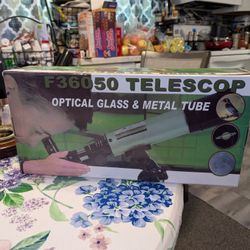 F36050 TELESCOP
OPTICAL GLASS & METAL TUBE